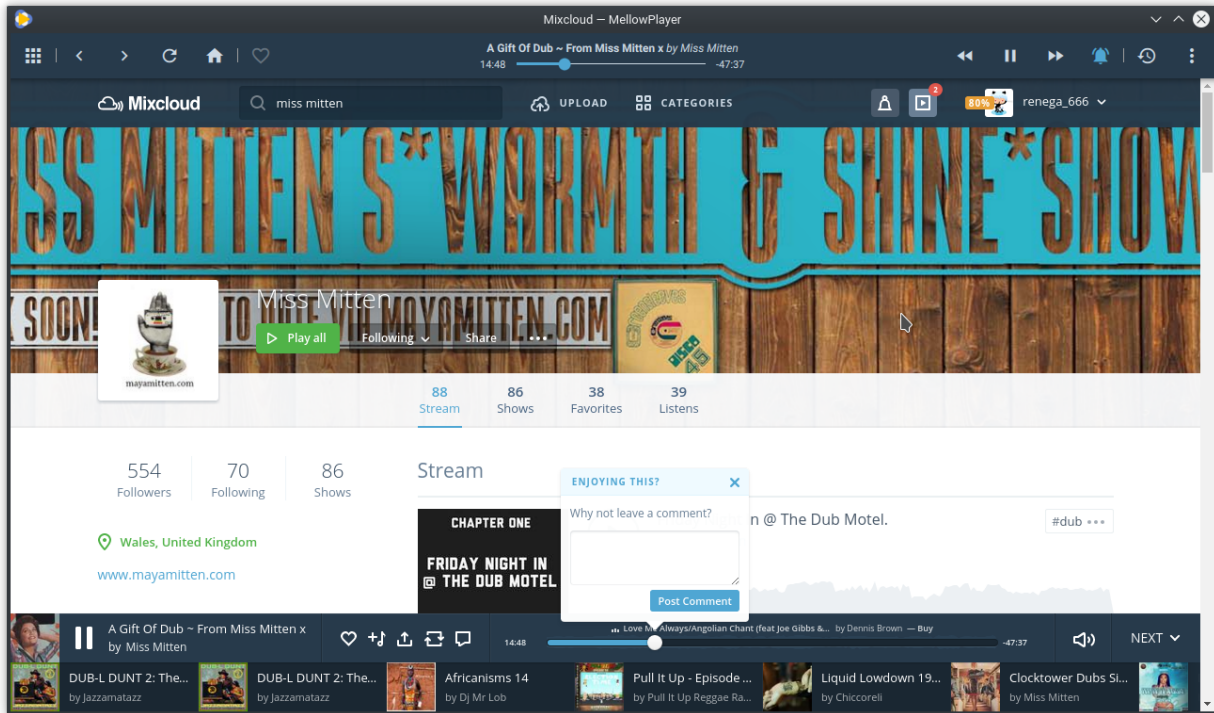 Mixcloud — MellowPlayer
A Gift Of Dub ~ From Miss Mitten x by Miss Mitten
14:48 -47:37
Mixcloud
miss mitten
UPLOAD
CATEGORIES
2
80%
renega_666
ISS MITTEN'S*WARMTH & SHINE*SHOW
SOON!
TO
MOYOMITTEN.COM
DISCO
45
Miss Mitten
Play all
Following
Share
mayamitten.com
88
Stream
86
Shows
38
Favorites
39
Listens
554
Followers
70
Following
86
Shows
Wales, United Kingdom
www.mayamitten.com
Stream
CHAPTER ONE
FRIDAY NIGHT IN
@ THE DUB MOTEL
n @ The Dub Motel.
#dub
ENJOYING THIS?
Why not leave a comment?
Post Comment
A Gift Of Dub ~ From Miss Mitten x
by Miss Mitten
14:48
Love Me Always/Angolian Chant (feat Joe Gibbs &... by Dennis Brown — Buy
-47:37
NEXT
DUB-L DUNT 2: The...
by Jazzamatazz
DUB-L DUNT 2: The...
by Jazzamatazz
Africanisms 14
by Dj Mr Lob
Pull It Up - Episode ...
by Pull It Up Reggae Ra...
Liquid Lowdown 19...
by Chiccoreli
Clocktower Dubs Si...
by Miss Mitten